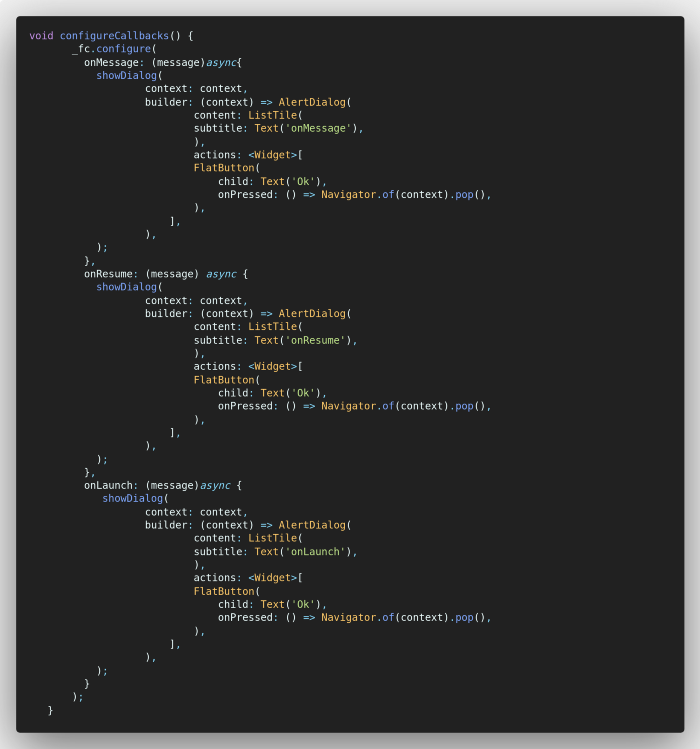 void configureCallbacks() {
_fc.configure(
onMessage: (message)async{
showDialog(
context: context,
builder: (context) => AlertDialog(
content: ListTile(
subtitle: Text('onMessage'),
),
actions: <Widget>[
FlatButton(
child: Text('Ok'),
onPressed: () => Navigator.of(context).pop(),
),
],
),
);
},
onResume: (message) async {
showDialog(
context: context,
builder: (context) => AlertDialog(
content: ListTile(
subtitle: Text('onResume'),
),
actions: <Widget>[
FlatButton(
child: Text('Ok'),
onPressed: () => Navigator.of(context).pop(),
),
],
),
);
},
onLaunch: (message)async {
showDialog(
context: context,
builder: (context) => AlertDialog(
content: ListTile(
subtitle: Text('onLaunch'),
),
actions: <Widget>[
FlatButton(
child: Text('Ok'),
onPressed: () => Navigator.of(context).pop(),
),
],
),
);
}
);
}